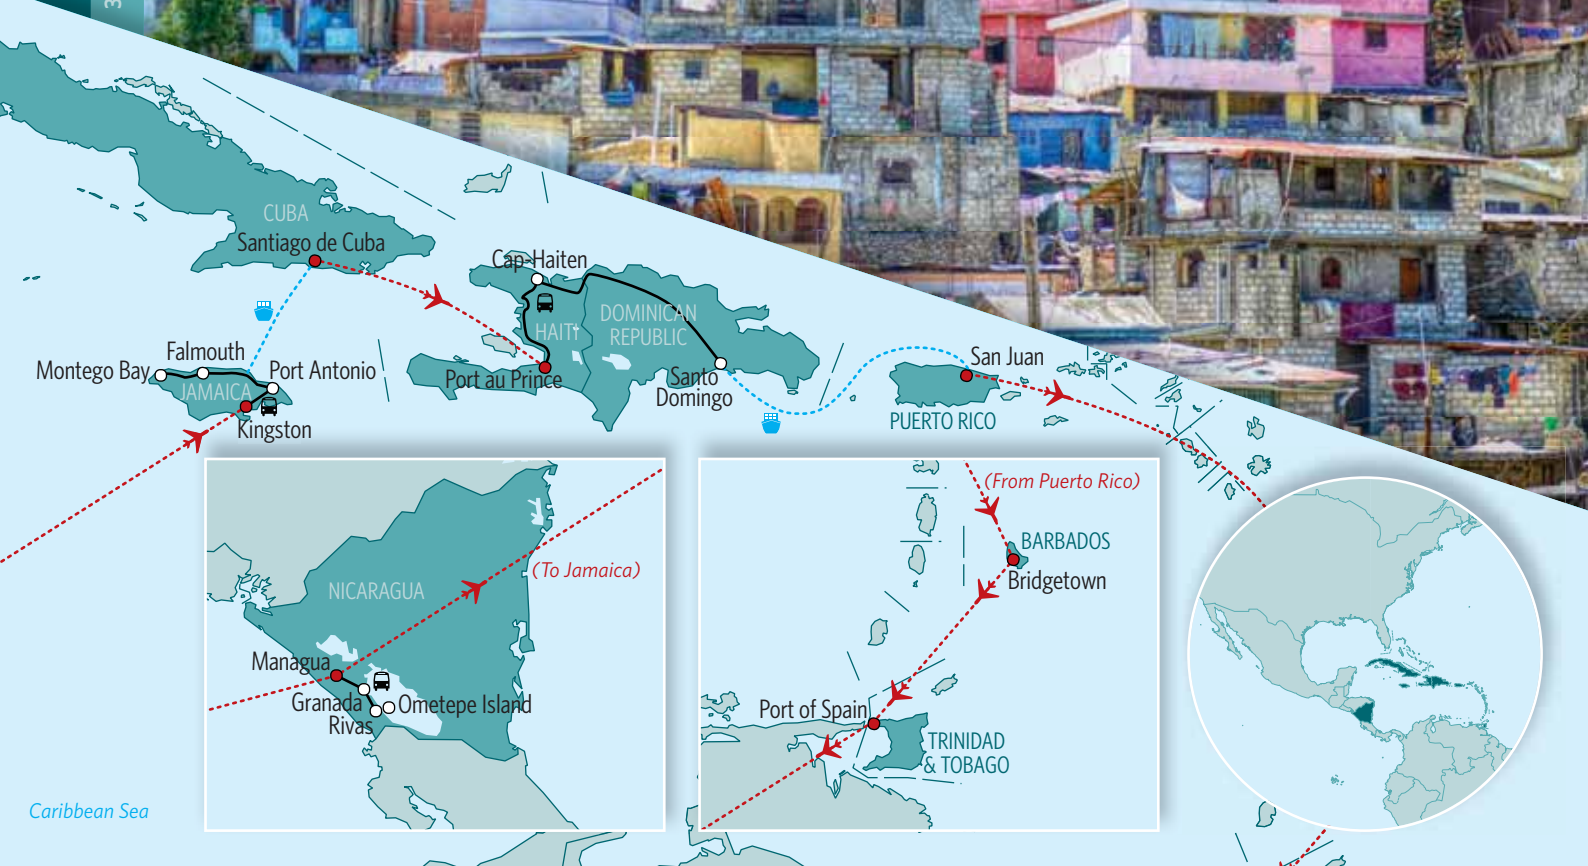 3
CUBA
Santiago de Cuba
Cap-Haiten
HAITI
DOMINICAN
REPUBLIC
Montego Bay
Falmouth
Port Antonio
JAMAICA
Kingston
Port au Prince
Santo
Domingo
San Juan
PUERTO RICO
NICARAGUA
(To Jamaica)
Managua
Granada
Ometepe Island
Rivas
(From Puerto Rico)
BARBADOS
Bridgetown
Port of Spain
TRINIDAD
& TOBAGO
Caribbean Sea